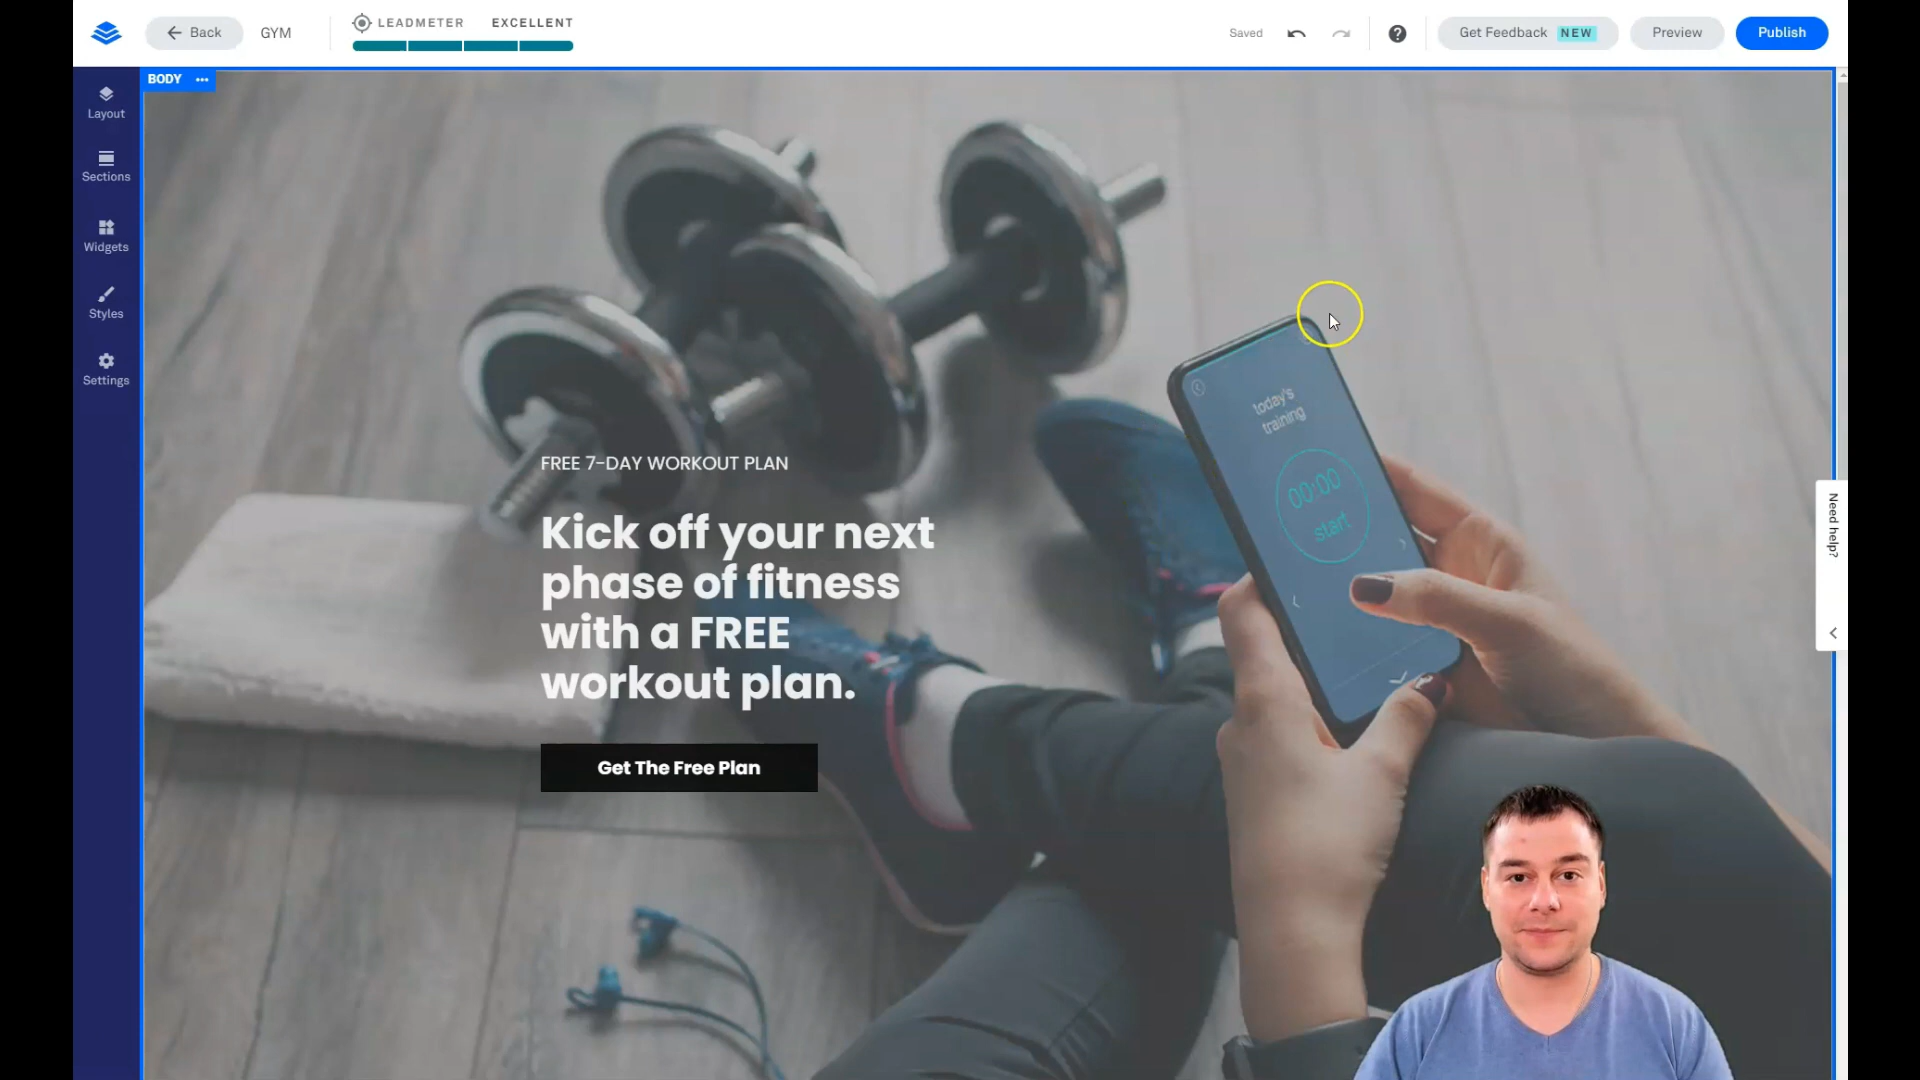 Back
GYM
LEADMETER EXCELLENT
Saved
Get Feedback NEW
Preview
Publish
BODY
Layout
Sections
Widgets
Styles
Settings
today's
training
00:00
start
FREE 7-DAY WORKOUT PLAN
Kick off your next
phase of fitness
with a FREE
workout plan.
Get The Free Plan
Need help?